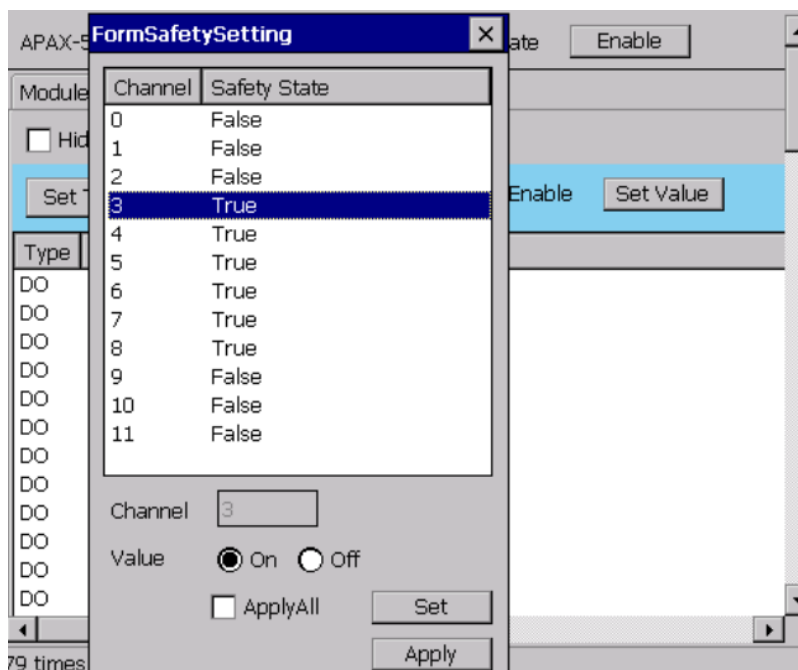 APAX-5
FormSafetySetting
ate
Enable
Module
Channel Safety State
Hid
0 False
1 False
2 False
Set T
3 True
Enable
Set Value
4 True
Type
5 True
DO
6 True
DO
7 True
DO
8 True
DO
9 False
DO
10 False
DO
11 False
DO
DO
DO
Channel 3
DO
Value On Off
DO
DO
ApplyAll Set
Apply
79 times